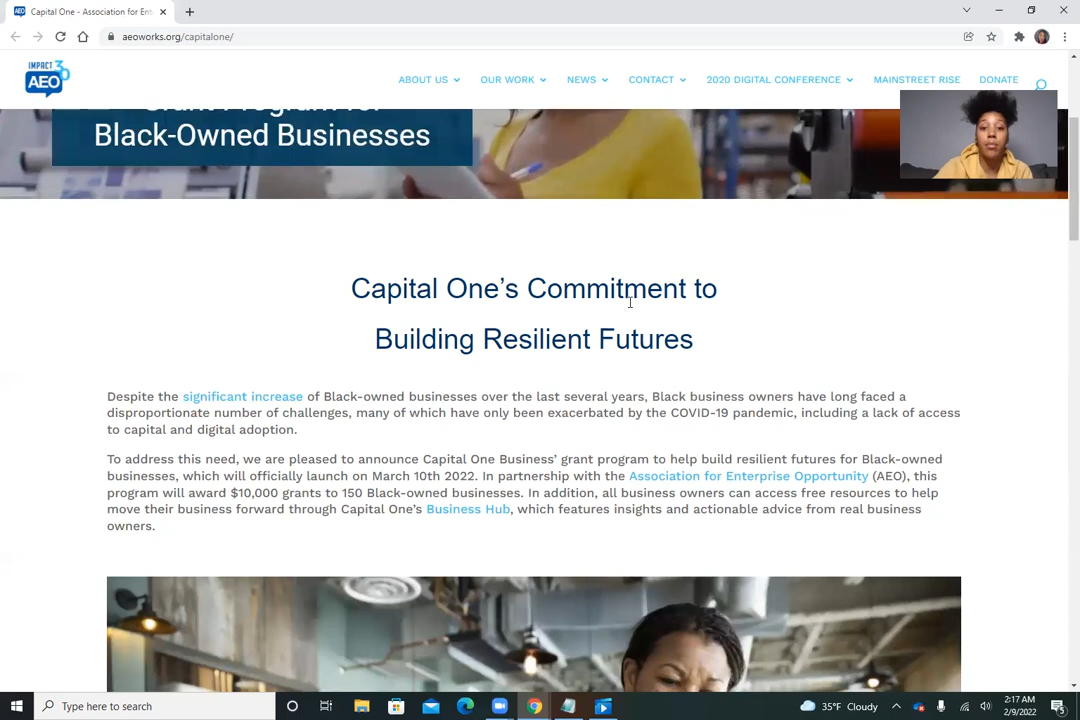 Capital One - Association for Ent
aeoworks.org/capitalone/
IMPACT 30
AEO
ABOUT US
OUR WORK
NEWS
CONTACT
2020 DIGITAL CONFERENCE
MAINSTREET RISE
DONATE
Black-Owned Businesses
Capital One’s Commitment to
Building Resilient Futures
Despite the significant increase of Black-owned businesses over the last several years, Black business owners have long faced a
disproportionate number of challenges, many of which have only been exacerbated by the COVID-19 pandemic, including a lack of access
to capital and digital adoption.
To address this need, we are pleased to announce Capital One Business’ grant program to help build resilient futures for Black-owned
businesses, which will officially launch on March 10th 2022. In partnership with the Association for Enterprise Opportunity (AEO), this
program will award $10,000 grants to 150 Black-owned businesses. In addition, all business owners can access free resources to help
move their business forward through Capital One’s Business Hub, which features insights and actionable advice from real business
owners.
Type here to search
35°F Cloudy
2:17 AM
2/9/2022
5